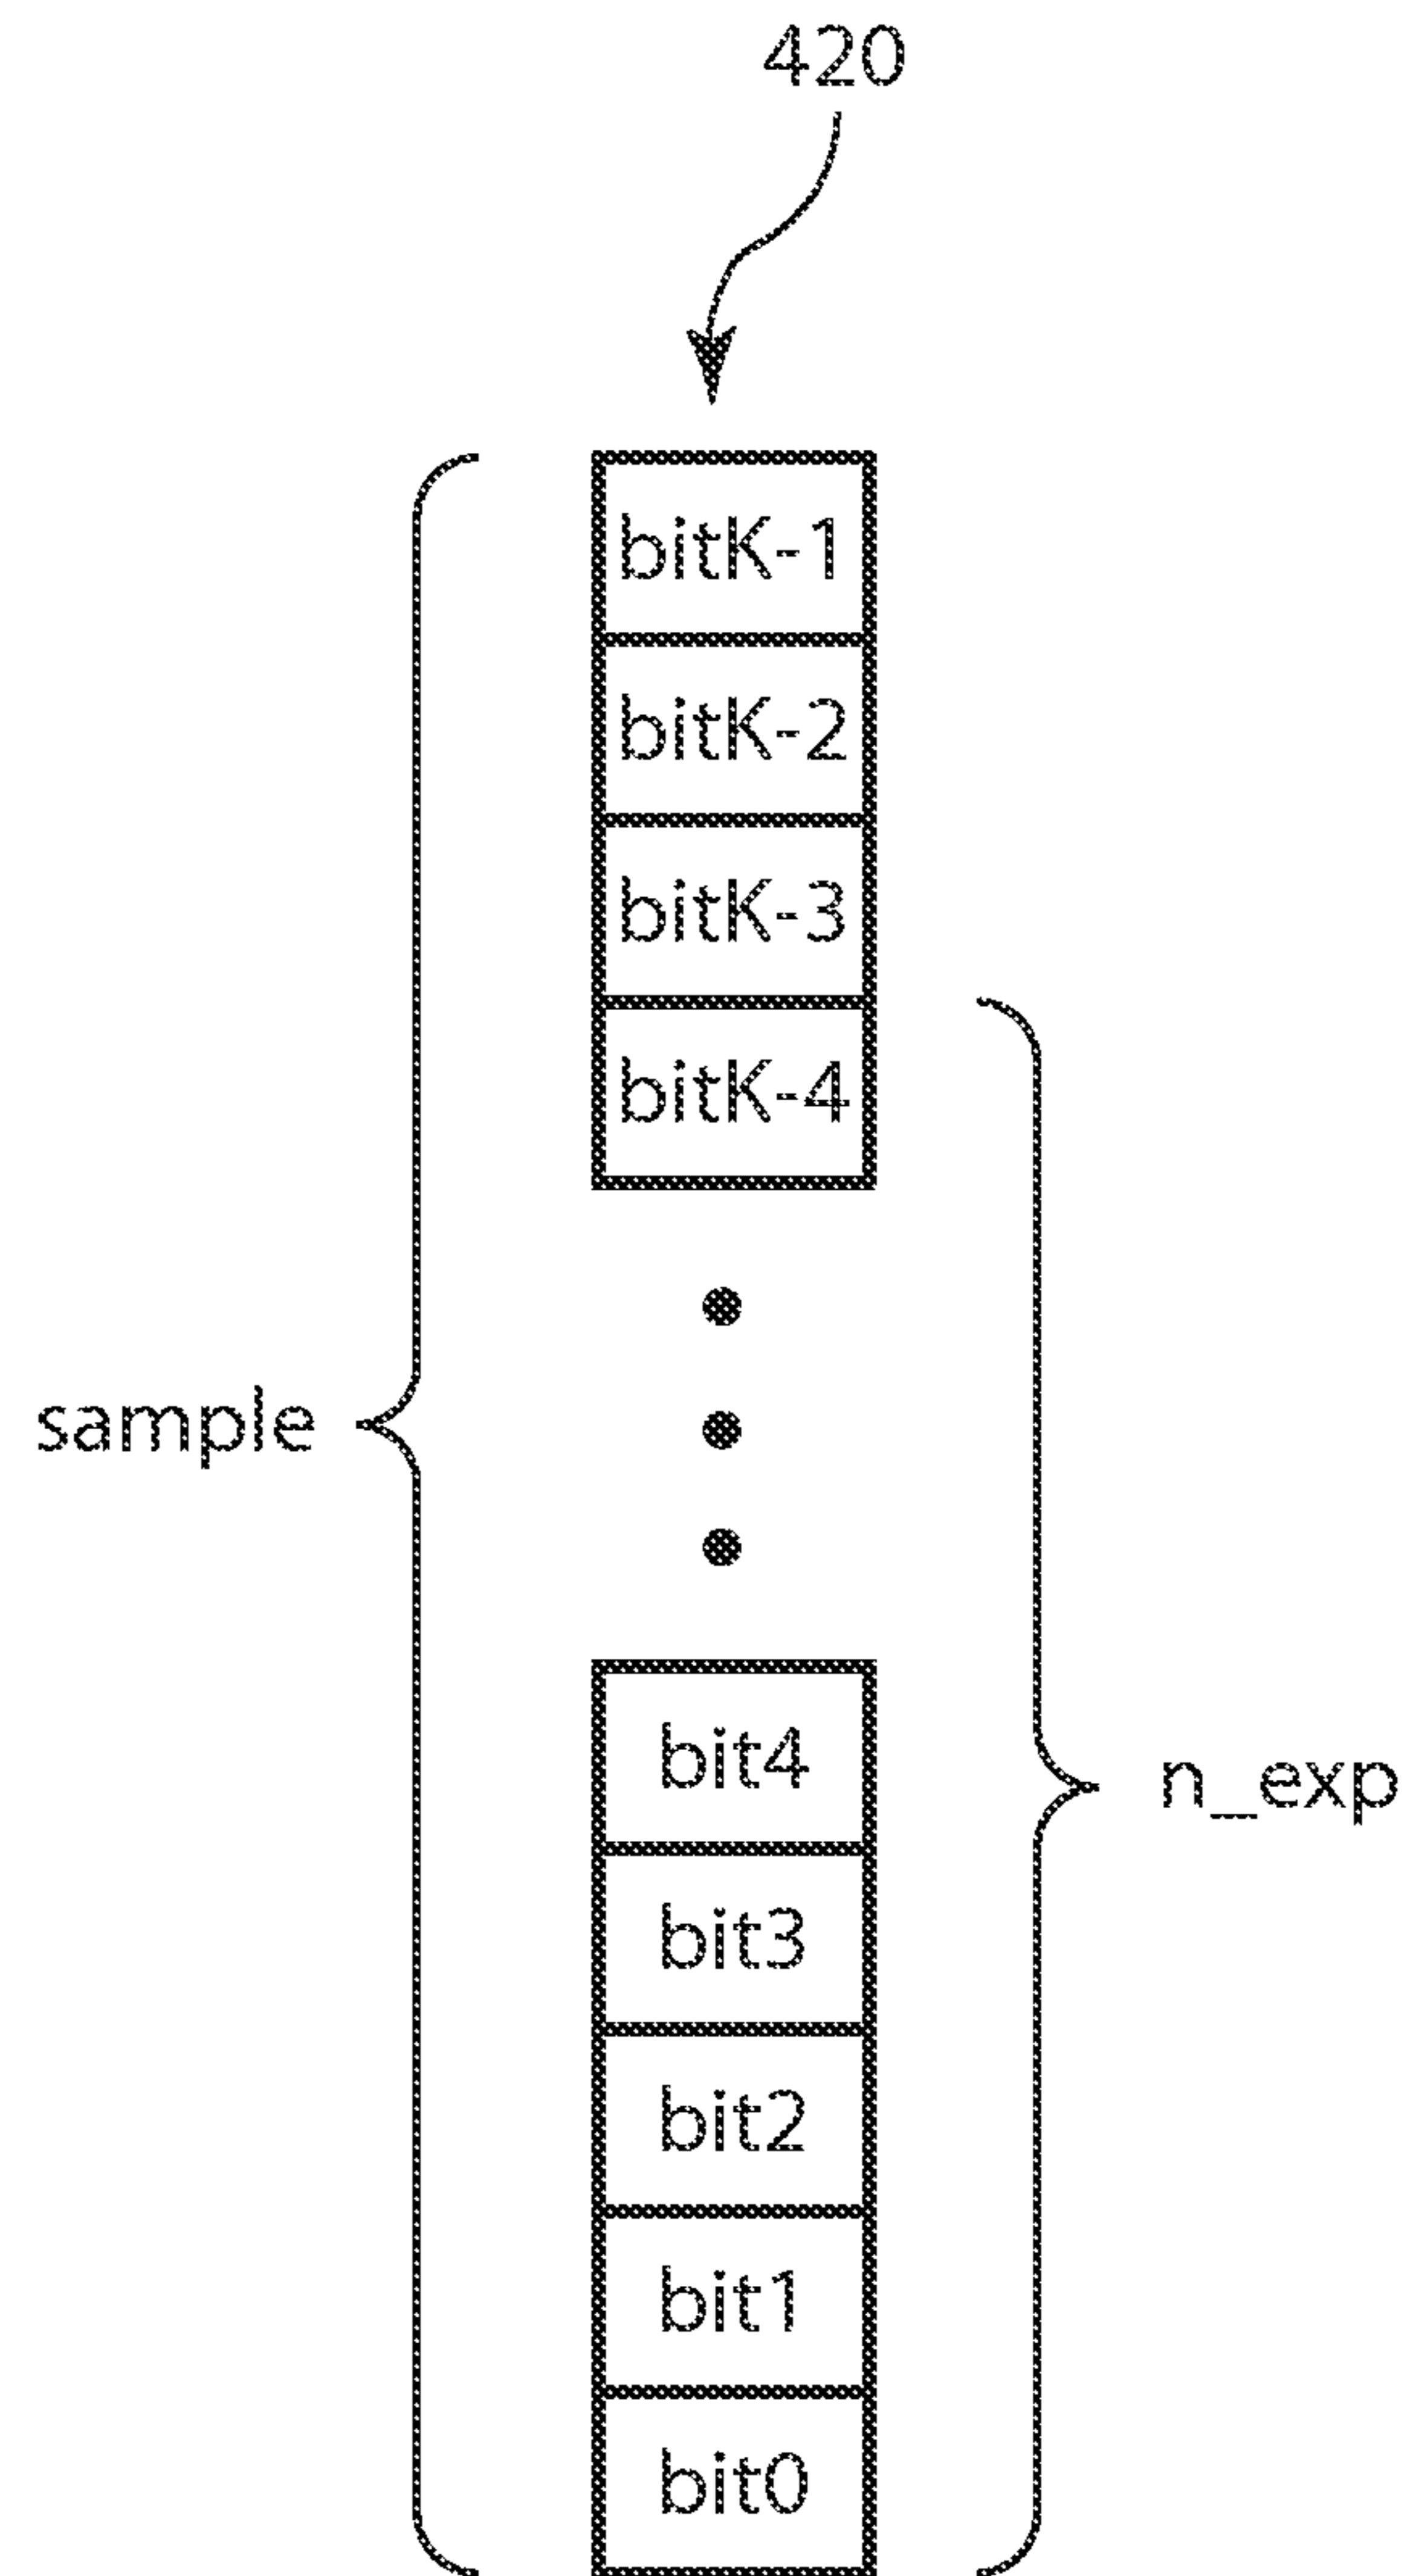 420
bitK-1
bitK-2
bitK-3
bitK-4
sample
bit4
n_exp
bit3
bit2
bit1
bit0